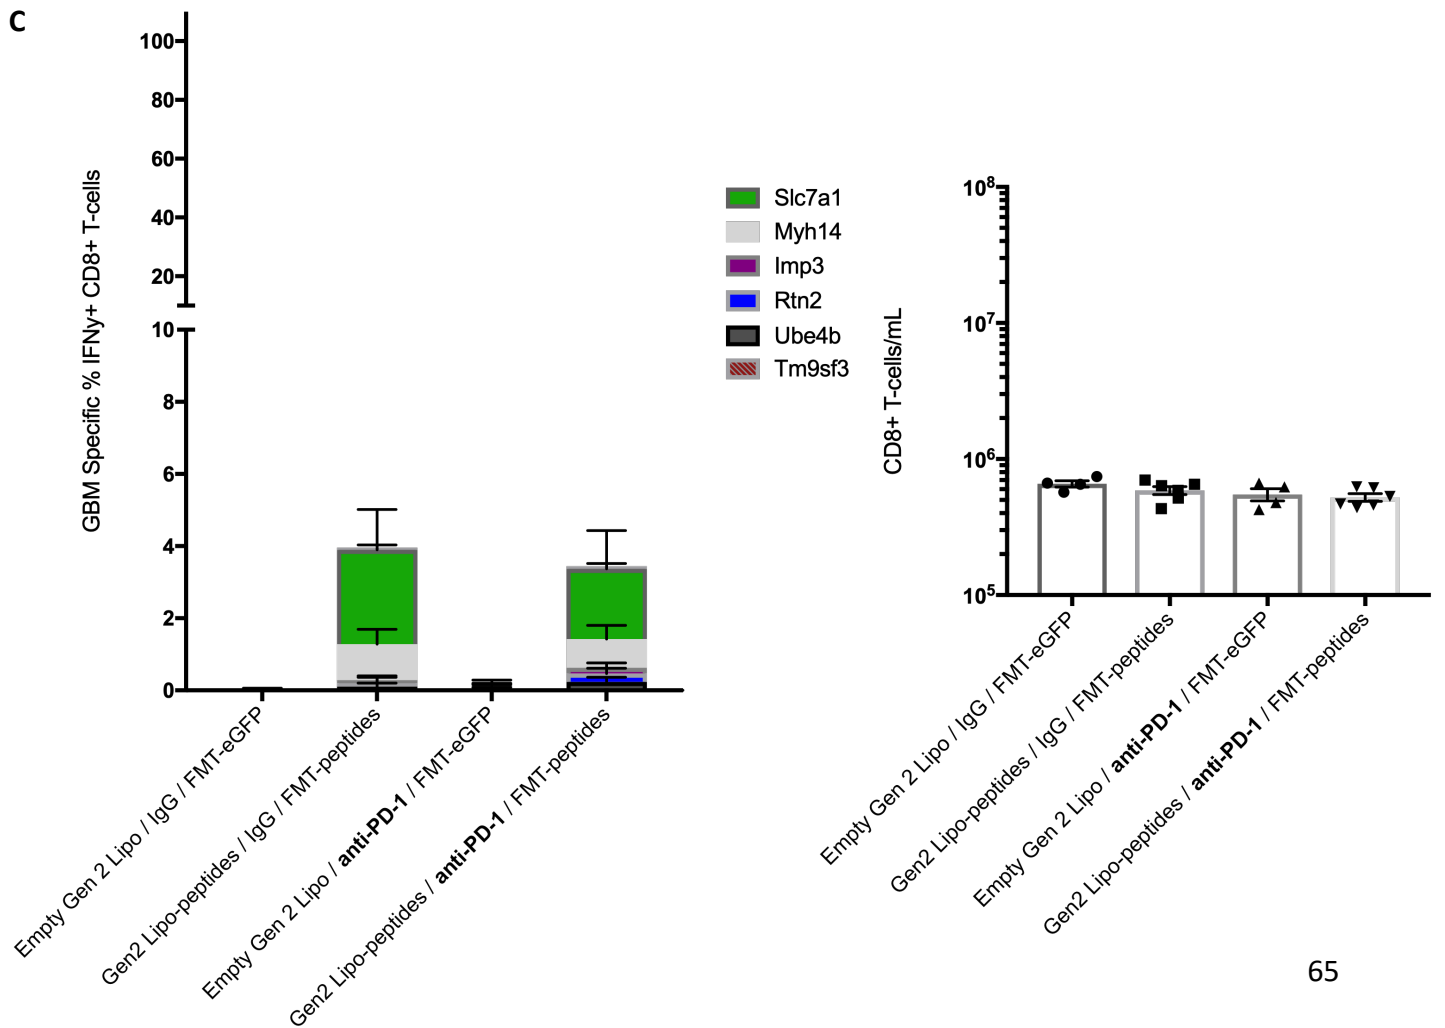 C
GBM Specific % IFNγ+ CD8+ T-cells
100
80
60
40
20
10
8
6
4
2
0
Empty Gen 2 Lipo / IgG / FMT-eGFP
Gen2 Lipo-peptides / IgG / FMT-peptides
Empty Gen 2 Lipo / anti-PD-1 / FMT-eGFP
Gen2 Lipo-peptides / anti-PD-1 / FMT-peptides
Slc7a1
Myh14
Imp3
Rtn2
Ube4b
Tm9sf3
CD8+ T-cells/mL
10⁸
10⁷
10⁶
10⁵
Empty Gen 2 Lipo / IgG / FMT-eGFP
Gen2 Lipo-peptides / IgG / FMT-peptides
Empty Gen 2 Lipo / anti-PD-1 / FMT-eGFP
Gen2 Lipo-peptides / anti-PD-1 / FMT-peptides
65